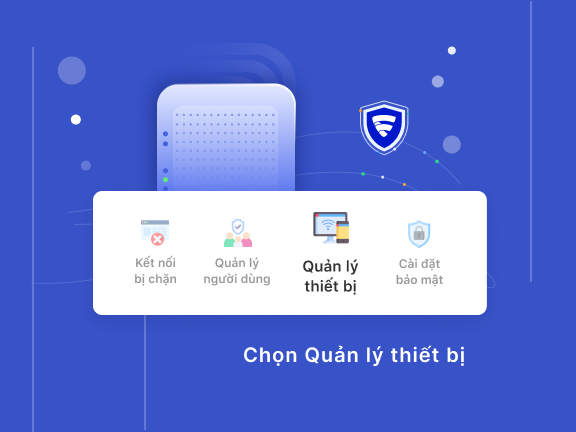 Kết nối
bị chặn
Quản lý
người dùng
Quản lý
thiết bị
Cài đặt
bảo mật
Chọn Quản lý thiết bị